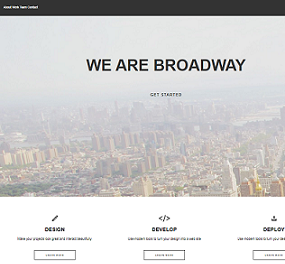 About Work Team Contact
WE ARE BROADWAY
GET STARTED
DESIGN
</>
DEVELOP
DEPLOY
Make your projects look great and interact beautifully
Use modern tools to turn your design into a web site
Use modern tools to turn your design
LEARN MORE
LEARN MORE
LEARN MORE